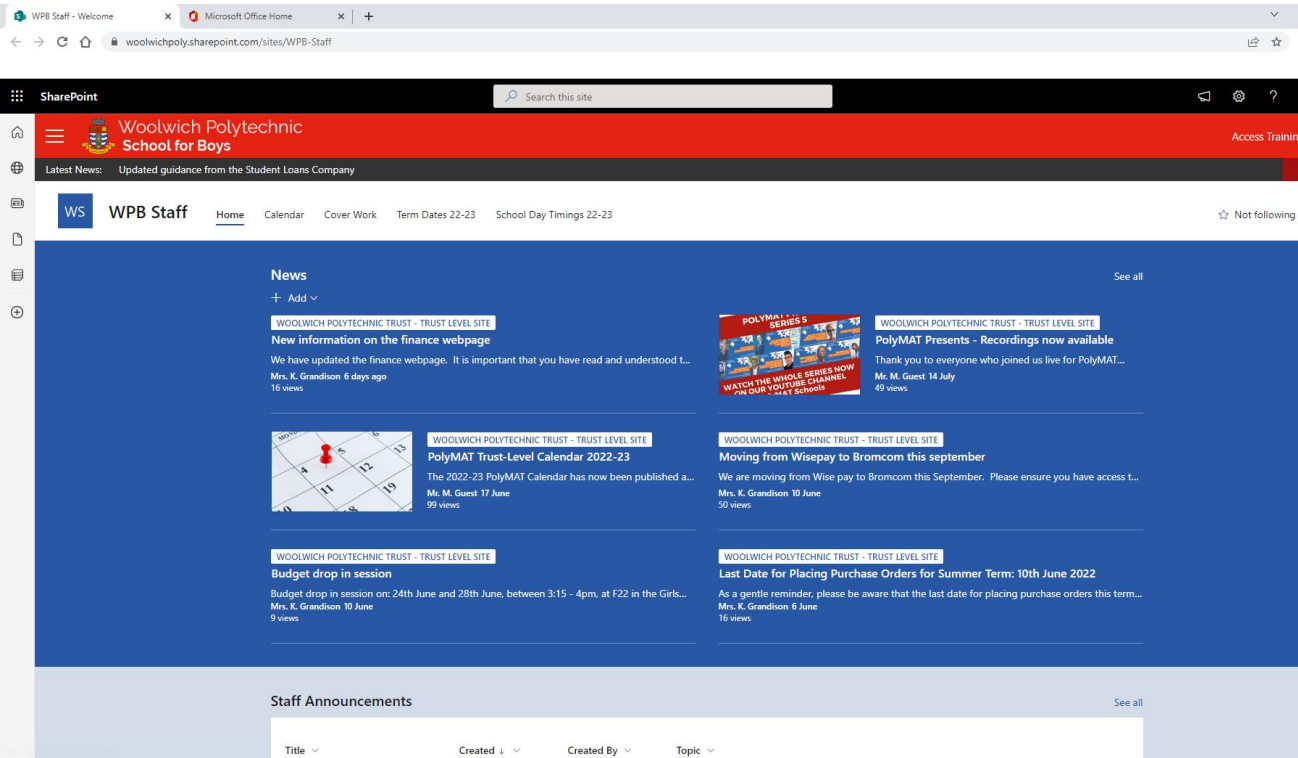 WPB Staff - Welcome
Microsoft Office Home
woolwichpoly.sharepoint.com/sites/WPB-Staff
SharePoint
Search this site
Woolwich Polytechnic
School for Boys
Access Trainin
Latest News: Updated guidance from the Student Loans Company
WS WPB Staff Home Calendar Cover Work Term Dates 22-23 School Day Timings 22-23 Not following
News
See all
+ Add
WOOLWICH POLYTECHNIC TRUST - TRUST LEVEL SITE
New information on the finance webpage
We have updated the finance webpage. It is important that you have read and understood t...
Mrs. K. Grandison 6 days ago
16 views
SERIES 5
WATCH THE WHOLE SERIES NOW
ON OUR YOUTUBE CHANNEL
MAT Schools
WOOLWICH POLYTECHNIC TRUST - TRUST LEVEL SITE
PolyMAT Presents - Recordings now available
Thank you to everyone who joined us live for PolyMAT...
Mr. M. Guest 14 July
49 views
4 5 6
11 12 13
19
WOOLWICH POLYTECHNIC TRUST - TRUST LEVEL SITE
PolyMAT Trust-Level Calendar 2022-23
The 2022-23 PolyMAT Calendar has now been published a...
Mr. M. Guest 17 June
99 views
WOOLWICH POLYTECHNIC TRUST - TRUST LEVEL SITE
Moving from Wisepay to Bromcom this september
We are moving from Wise pay to Bromcom this September. Please ensure you have access t...
Mrs. K. Grandison 10 June
50 views
WOOLWICH POLYTECHNIC TRUST - TRUST LEVEL SITE
Budget drop in session
Budget drop in session on: 24th June and 28th June, between 3:15 - 4pm, at F22 in the Girls...
Mrs. K. Grandison 10 June
9 views
WOOLWICH POLYTECHNIC TRUST - TRUST LEVEL SITE
Last Date for Placing Purchase Orders for Summer Term: 10th June 2022
As a gentle reminder, please be aware that the last date for placing purchase orders this term...
Mrs. K. Grandison 6 June
16 views
Staff Announcements
See all
Title Created ↓ Created By Topic